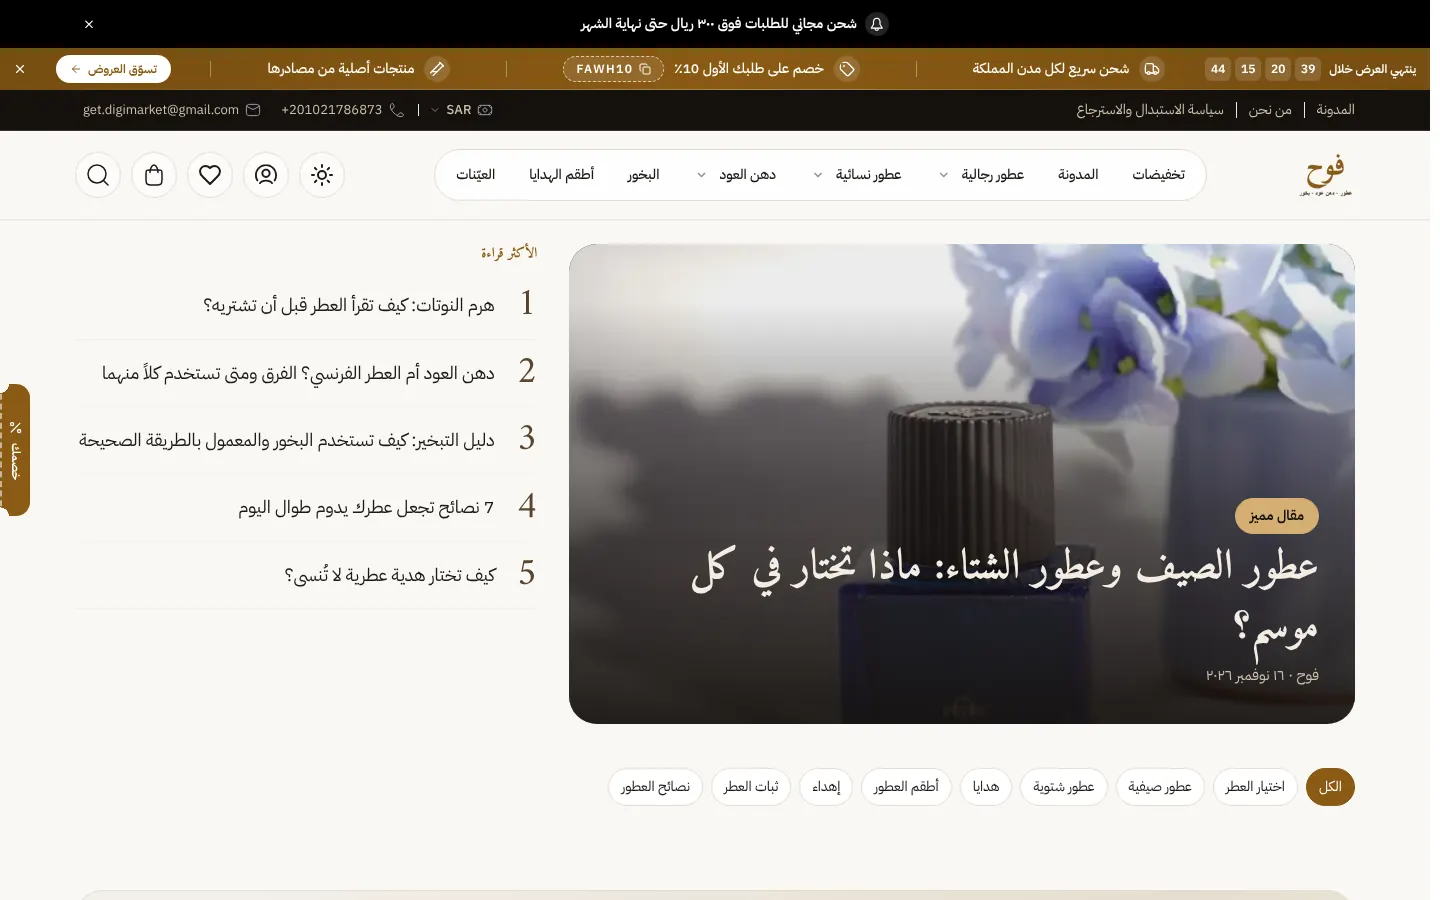 شحن مجاني للطلبات فوق ٣٠٠ ريال حتى نهاية الشهر
ينتهي العرض خلال 39 20 15 44
شحن سريع لكل مدن المملكة
خصم على طلبك الأول 10٪ FAWH10
منتجات أصلية من مصادرها
تسوّق العروض ←
المدونة | من نحن | سياسة الاستبدال والاسترجاع
SAR | +201021786873 get.digimarket@gmail.com
فوح
عطور - دهن عود - بخور
تخفيضات
المدونة
عطور رجالية
عطور نسائية
دهن العود
البخور
أطقم الهدايا
العيّنات
مقال مميز
عطور الصيف وعطور الشتاء: ماذا تختار في كل
موسم؟
فوح · ١٦ نوفمبر ٢٠٢٦
الأكثر قراءة
1 هرم النوتات: كيف تقرأ العطر قبل أن تشتريه؟
2 دهن العود أم العطر الفرنسي؟ الفرق ومتى تستخدم كلاً منهما
3 دليل التبخير: كيف تستخدم البخور والمعمول بالطريقة الصحيحة
4 7 نصائح تجعل عطرك يدوم طوال اليوم
5 كيف تختار هدية عطرية لا تُنسى؟
خصمك
الكل
اختيار العطر
عطور صيفية
عطور شتوية
هدايا
أطقم العطور
إهداء
ثبات العطر
نصائح العطور